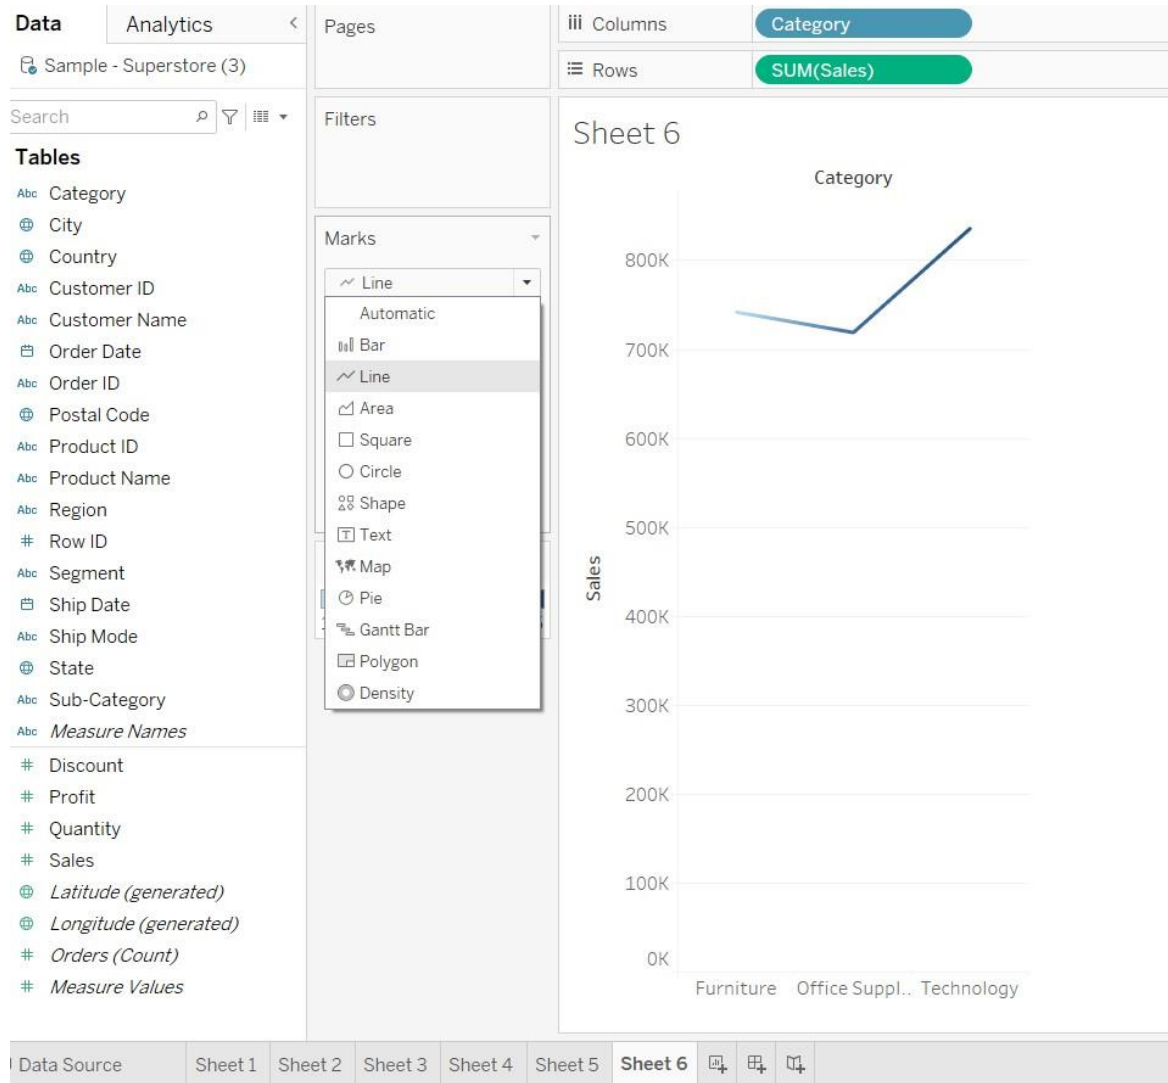 Data Analytics
Sample - Superstore (3)
Search
Tables
Abc Category
City
Country
Abc Customer ID
Abc Customer Name
Order Date
Abc Order ID
Postal Code
Abc Product ID
Abc Product Name
Abc Region
# Row ID
Abc Segment
Ship Date
Abc Ship Mode
State
Abc Sub-Category
Abc Measure Names
# Discount
# Profit
# Quantity
# Sales
Latitude (generated)
Longitude (generated)
# Orders (Count)
# Measure Values
Pages
Filters
Marks
Line
Automatic
Bar
Line
Area
Square
Circle
Shape
Text
Map
Pie
Gantt Bar
Polygon
Density
Columns Category
Rows SUM(Sales)
Sheet 6
Category
800K
700K
600K
500K
400K
300K
200K
100K
0K
Sales
Furniture Office Suppl.. Technology
Data Source Sheet 1 Sheet 2 Sheet 3 Sheet 4 Sheet 5 Sheet 6